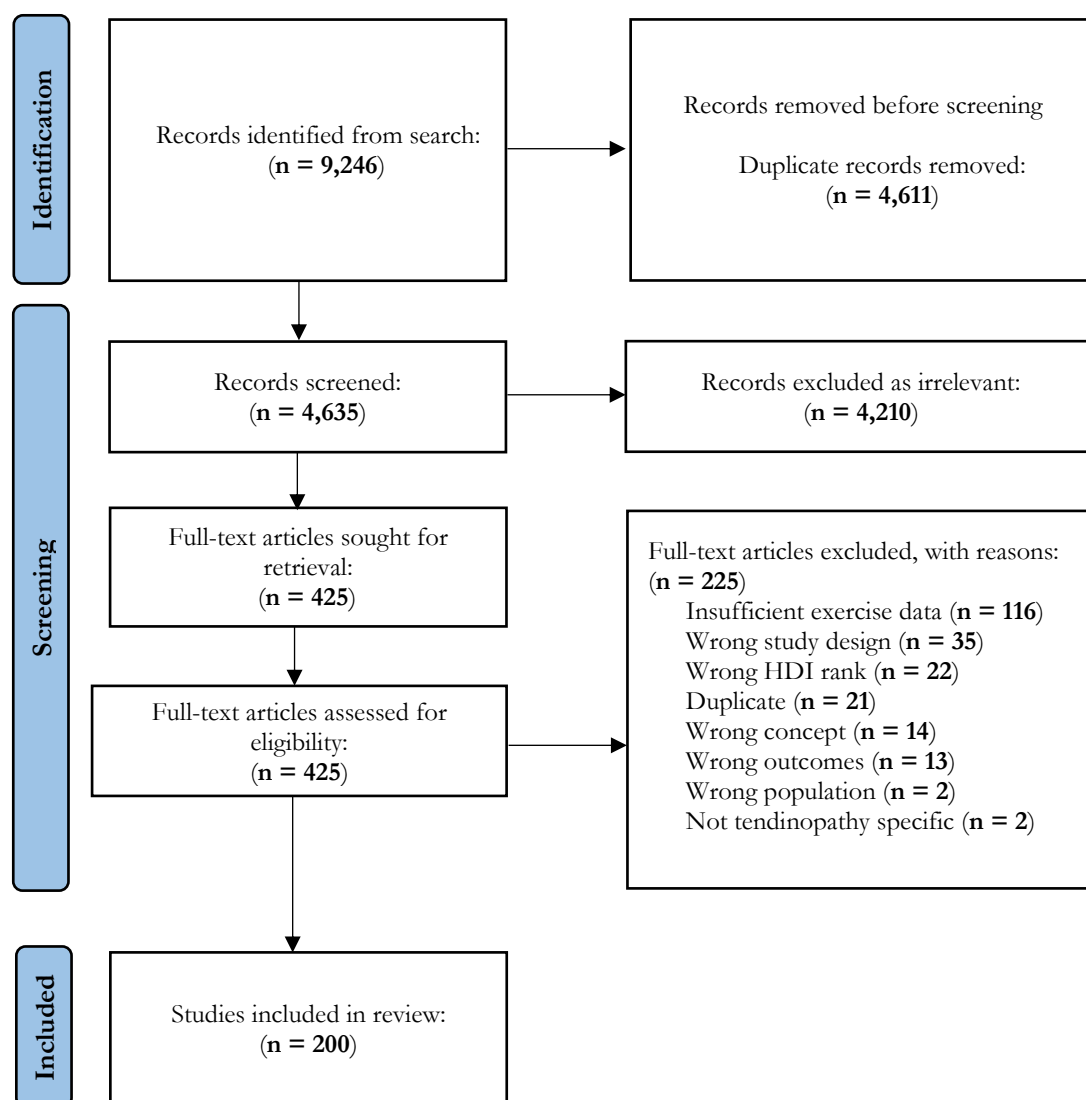 Identification
Records identified from search:
(n = 9,246)
Records removed before screening
Duplicate records removed:
(n = 4,611)
Screening
Records screened:
(n = 4,635)
Records excluded as irrelevant:
(n = 4,210)
Full-text articles sought for
retrieval:
(n = 425)
Full-text articles assessed for
eligibility:
(n = 425)
Full-text articles excluded, with reasons:
(n = 225)
Insufficient exercise data (n = 116)
Wrong study design (n = 35)
Wrong HDI rank (n = 22)
Duplicate (n = 21)
Wrong concept (n = 14)
Wrong outcomes (n = 13)
Wrong population (n = 2)
Not tendinopathy specific (n = 2)
Included
Studies included in review:
(n = 200)